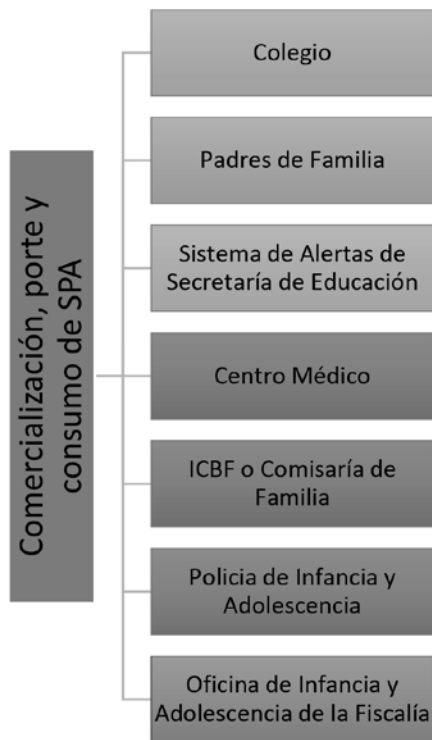 Comercialización, porte y
consumo de SPA
Colegio
Padres de Familia
Sistema de Alertas de
Secretaría de Educación
Centro Médico
ICBF o Comisaría de
Familia
Policia de Infancia y
Adolescencia
Oficina de Infancia y
Adolescencia de la Fiscalía